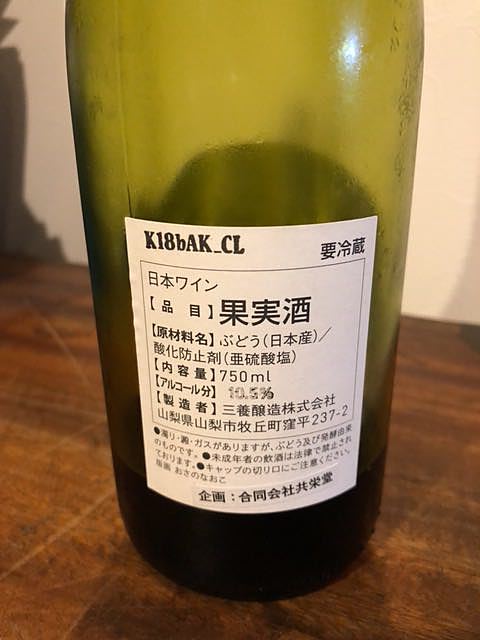 K18bAK_CL
要冷蔵
日本ワイン
【品 目】果実酒
【原材料名】ぶどう(日本産)/
酸化防止剤(亜硫酸塩)
【内 容 量】750ml
【アルコール分】 10.5%
【製 造 者】三養醸造株式会社
山梨県山梨市牧丘町窪平237-2
●濁り・澱・ガスがありますが、ぶどう及び発酵由来
のものです。●未成年者の飲酒は法律で禁止され
ております。●キャップの切り口にご注意ください。
版画 おさのなおこ
企画:合同会社共栄堂